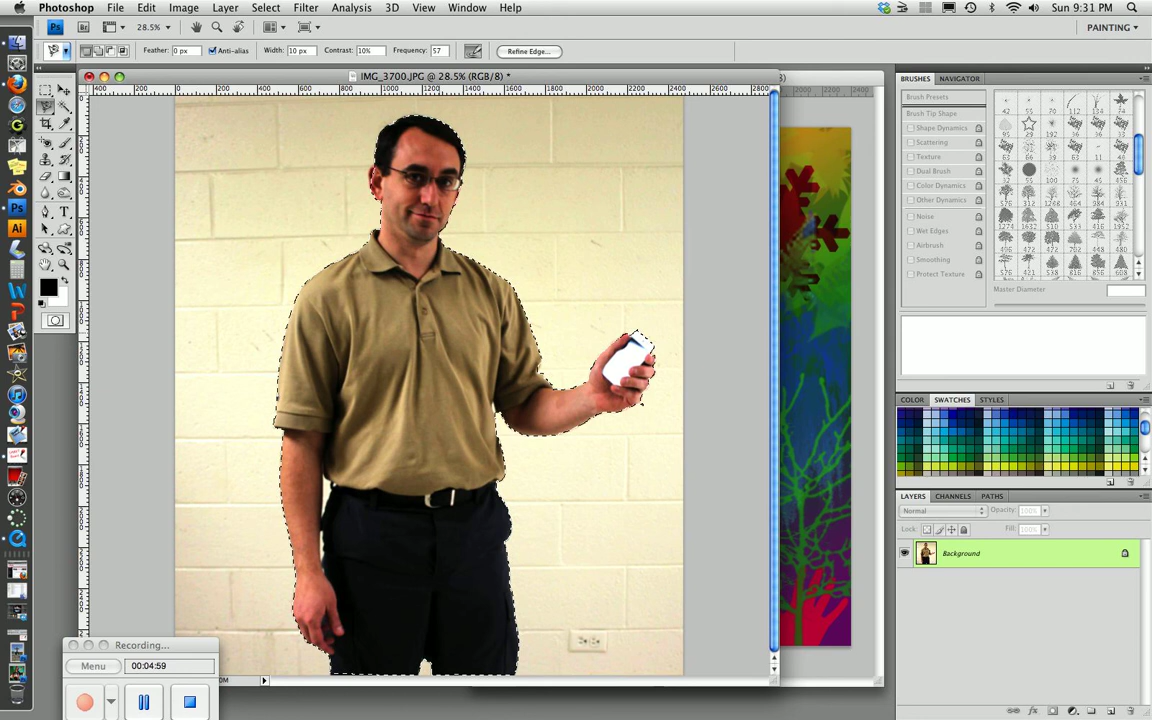 Photoshop File Edit Image Layer Select Filter Analysis 3D View Window Help Sun 9:31 PM
28.5% PAINTING
Feather: 0 px Anti-alias Width: 10 px Contrast: 10% Frequency: 57 Refine Edge...
IMG_3700.JPG @ 28.5% (RGB/8) *
BRUSHES NAVIGATOR
Brush Presets
Brush Tip Shape
Shape Dynamics
Scattering
Texture
Dual Brush
Color Dynamics
Other Dynamics
Noise
Wet Edges
Airbrush
Smoothing
Protect Texture
Master Diameter
COLOR SWATCHES STYLES
LAYERS CHANNELS PATHS
Normal Opacity: 100%
Lock: Fill: 100%
Background
Recording...
Menu 00:04:59